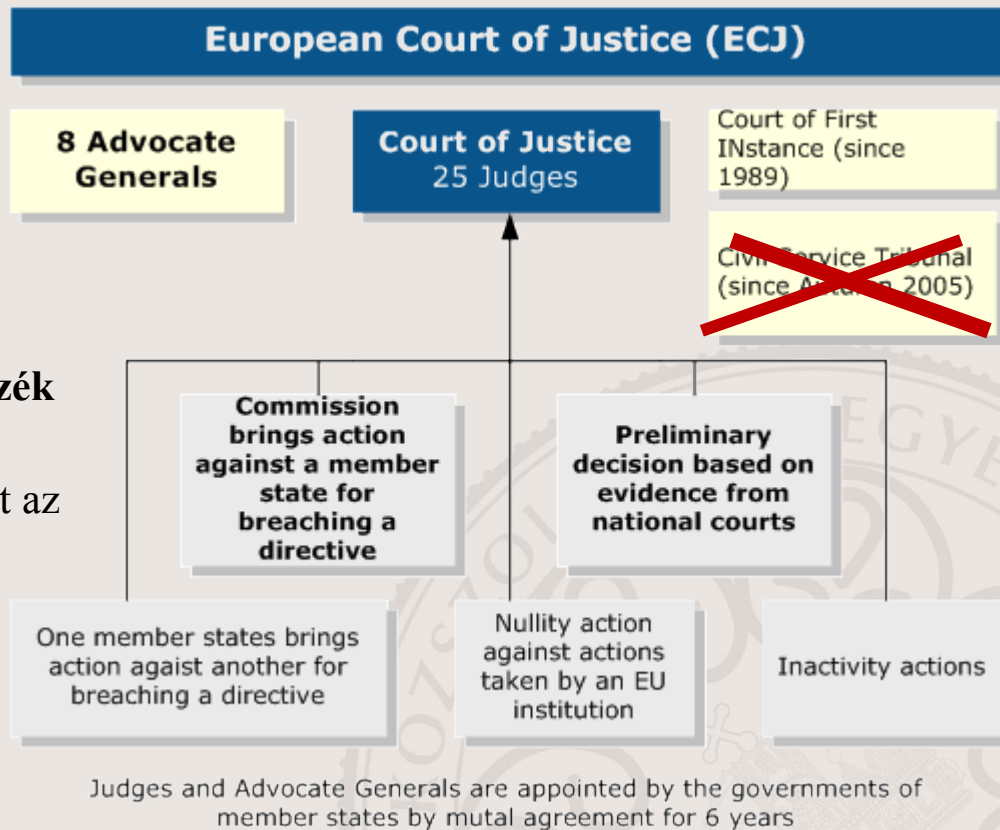 European Court of Justice (ECJ)
8 Advocate
Generals
Court of Justice
25 Judges
Court of First
INstance (since
1989)
Civil Service Tribunal
(since Autumn 2005)
zék
t az
Commission
brings action
against a member
state for
breaching a
directive
Preliminary
decision based on
evidence from
national courts
One member states brings
action agaist another for
breaching a directive
Nullity action
against actions
taken by an EU
institution
Inactivity actions
Judges and Advocate Generals are appointed by the governments of
member states by mutal agreement for 6 years